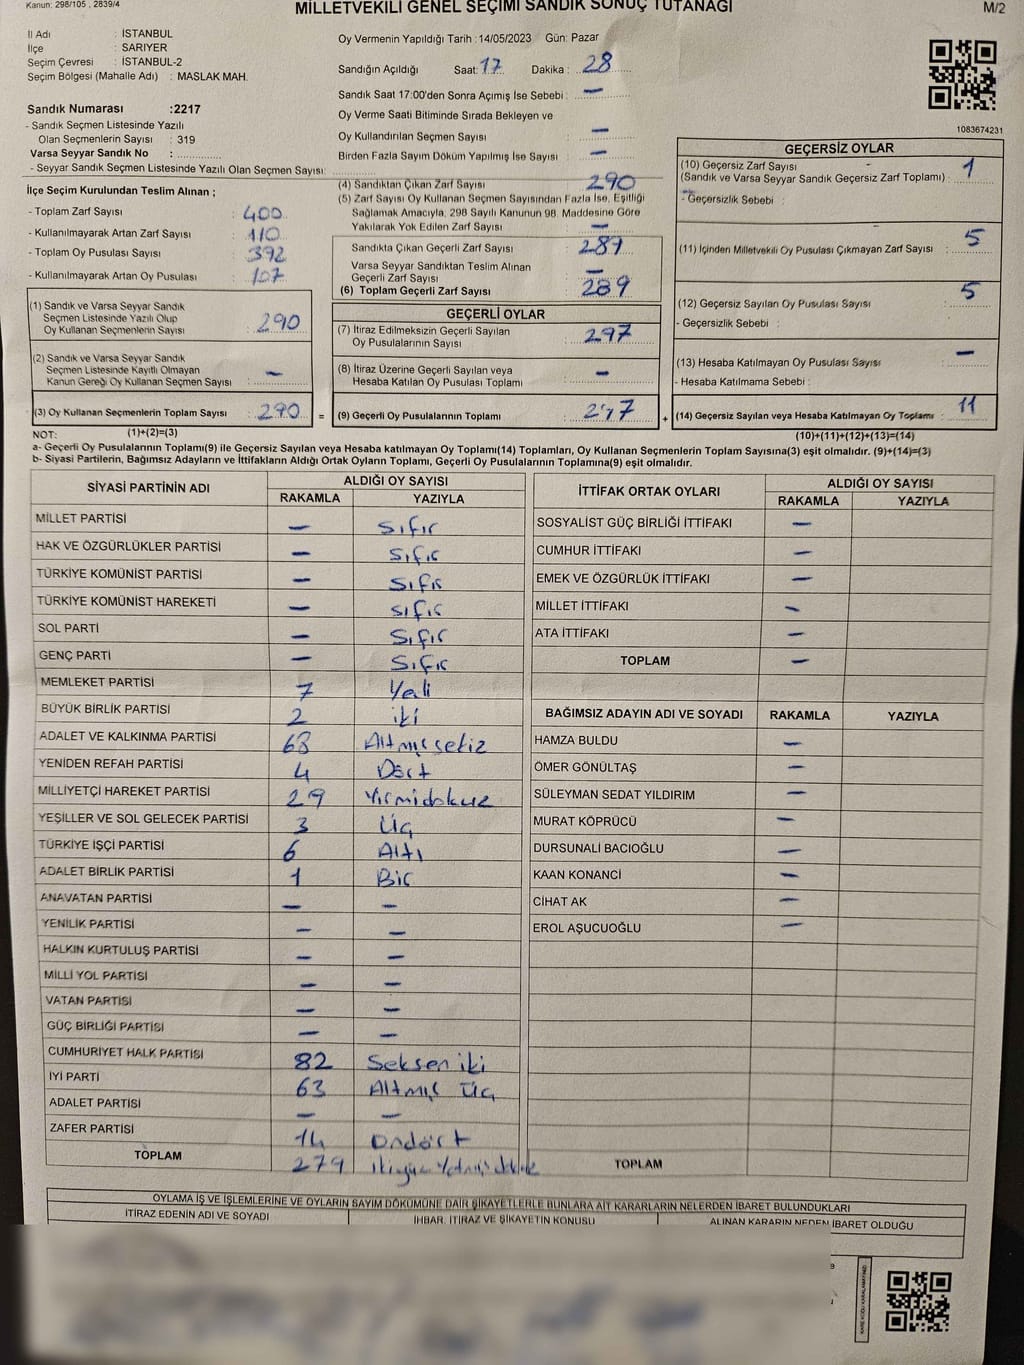 Kanun: 298/105 , 2839/4
MİLLETVEKİLİ GENEL SEÇİMİ SANDIK SONUÇ TUTANAĞI
M/2
İl Adı : İSTANBUL
İlçe : SARIYER
Seçim Çevresi : İSTANBUL-2
Seçim Bölgesi (Mahalle Adı) : MASLAK MAH.
Sandık Numarası :2217
- Sandık Seçmen Listesinde Yazılı
Olan Seçmenlerin Sayısı : 319
Varsa Seyyar Sandık No :
- Seyyar Sandık Seçmen Listesinde Yazılı Olan Seçmen Sayısı:
Oy Vermenin Yapıldığı Tarih : 14/05/2023 Gün: Pazar
Sandığın Açıldığı Saat: 17 Dakika : 28
Sandık Saat 17:00'den Sonra Açımış İse Sebebi : —
Oy Verme Saati Bitiminde Sırada Bekleyen ve
Oy Kullandırılan Seçmen Sayısı —
Birden Fazla Sayım Döküm Yapılmış İse Sayısı —
1083674231
İlçe Seçim Kurulundan Teslim Alınan ;
- Toplam Zarf Sayısı : 400
- Kullanılmayarak Artan Zarf Sayısı : 110
- Toplam Oy Pusulası Sayısı : 392
- Kullanılmayarak Artan Oy Pusulası : 107
(4) Sandıktan Çıkan Zarf Sayısı 290
(5) Zarf Sayısı Oy Kullanan Seçmen Sayısından Fazla İse, Eşitliği
Sağlamak Amacıyla, 298 Sayılı Kanunun 98. Maddesine Göre
Yakılarak Yok Edilen Zarf Sayısı : —
Sandıkta Çıkan Geçerli Zarf Sayısı : 289
Varsa Seyyar Sandıktan Teslim Alınan
Geçerli Zarf Sayısı : —
(6) Toplam Geçerli Zarf Sayısı : 289
GEÇERSİZ OYLAR
(10) Geçersiz Zarf Sayısı - 1
(Sandık ve Varsa Seyyar Sandık Geçersiz Zarf Toplamı) :
- Geçersizlik Sebebi :
(11) İçinden Milletvekili Oy Pusulası Çıkmayan Zarf Sayısı : 5
(12) Geçersiz Sayılan Oy Pusulası Sayısı : 5
- Geçersizlik Sebebi :
(13) Hesaba Katılmayan Oy Pusulası Sayısı : —
- Hesaba Katılmama Sebebi :
(14) Geçersiz Sayılan veya Hesaba Katılmayan Oy Toplamı : 11
(10)+(11)+(12)+(13)=(14)
(1) Sandık ve Varsa Seyyar Sandık
Seçmen Listesinde Yazılı Olup
Oy Kullanan Seçmenlerin Sayısı : 290
(2) Sandık ve Varsa Seyyar Sandık
Seçmen Listesinde Kayıtlı Olmayan
Kanun Gereği Oy Kullanan Seçmen Sayısı : —
(3) Oy Kullanan Seçmenlerin Toplam Sayısı : 290 =
(1)+(2)=(3)
GEÇERLİ OYLAR
(7) İtiraz Edilmeksizin Geçerli Sayılan
Oy Pusulalarının Sayısı : 297
(8) İtiraz Üzerine Geçerli Sayılan veya
Hesaba Katılan Oy Pusulası Toplamı : —
(9) Geçerli Oy Pusulalarının Toplamı : +
NOT:
a- Geçerli Oy Pusulalarının Toplamı(9) ile Geçersiz Sayılan veya Hesaba katılmayan Oy Toplamı(14) Toplamları, Oy Kullanan Seçmenlerin Toplam Sayısına(3) eşit olmalıdır. (9)+(14)=(3)
b- Siyasi Partilerin, Bağımsız Adayların ve İttifakların Aldığı Ortak Oyların Toplamı, Geçerli Oy Pusulalarının Toplamına(9) eşit olmalıdır.
SİYASİ PARTİNİN ADI ALDIĞI OY SAYISI
RAKAMLA YAZIYLA
MİLLET PARTİSİ — Sıfır
HAK VE ÖZGÜRLÜKLER PARTİSİ — Sıfır
TÜRKİYE KOMÜNİST PARTİSİ — Sıfır
TÜRKİYE KOMÜNİST HAREKETİ — Sıfır
SOL PARTİ — Sıfır
GENÇ PARTİ — Sıfır
MEMLEKET PARTİSİ 7 Yedi
BÜYÜK BİRLİK PARTİSİ 2 iki
ADALET VE KALKINMA PARTİSİ 68 Altmışsekiz
YENİDEN REFAH PARTİSİ 4 Dört
MİLLİYETÇİ HAREKET PARTİSİ 29 Yirmidokuz
YEŞİLLER VE SOL GELECEK PARTİSİ 3 Üç
TÜRKİYE İŞÇİ PARTİSİ 6 Altı
ADALET BİRLİK PARTİSİ 1 Bir
ANAVATAN PARTİSİ — —
YENİLİK PARTİSİ — —
HALKIN KURTULUŞ PARTİSİ — —
MİLLİ YOL PARTİSİ — —
VATAN PARTİSİ — —
GÜÇ BİRLİĞİ PARTİSİ — —
CUMHURİYET HALK PARTİSİ 82 Seksen iki
İYİ PARTİ 63 Altmış Üç
ADALET PARTİSİ — —
ZAFER PARTİSİ 14 Ondört
TOPLAM 279 ikiyüz Yetmişdokuz
İTTİFAK ORTAK OYLARI ALDIĞI OY SAYISI
RAKAMLA YAZIYLA
SOSYALİST GÜÇ BİRLİĞİ İTTİFAKI —
CUMHUR İTTİFAKI —
EMEK VE ÖZGÜRLÜK İTTİFAKI —
MİLLET İTTİFAKI —
ATA İTTİFAKI —
TOPLAM —
BAĞIMSIZ ADAYIN ADI VE SOYADI RAKAMLA YAZIYLA
HAMZA BULDU —
ÖMER GÖNÜLTAŞ —
SÜLEYMAN SEDAT YILDIRIM —
MURAT KÖPRÜCÜ —
DURSUNALİ BACIOĞLU —
KAAN KONANCİ —
CİHAT AK —
EROL AŞUCUOĞLU —
TOPLAM
OYLAMA İŞ VE İŞLEMLERİNE VE OYLARIN SAYIM DÖKÜMÜNE DAİR ŞİKAYETLERLE BUNLARA AİT KARARLARIN NELERDEN İBARET BULUNDUKLARI
İTİRAZ EDENİN ADI VE SOYADI İHBAR, İTİRAZ VE ŞİKAYETİN KONUSU ALINAN KARARIN NEDEN İBARET OLDUĞU